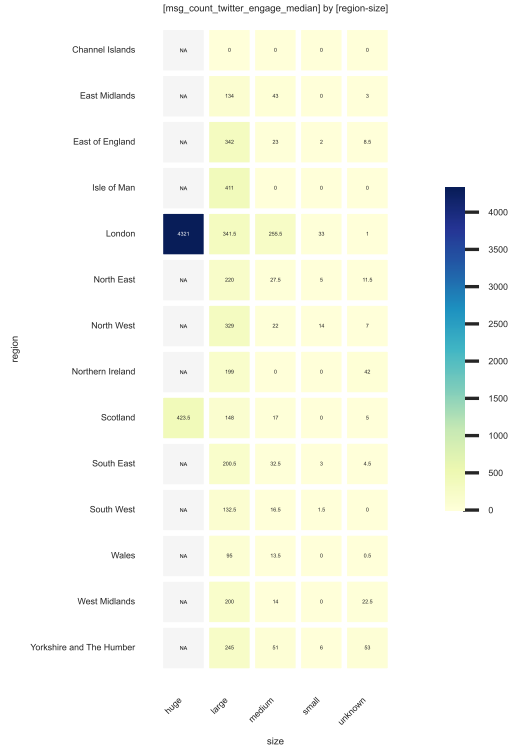 [msg_count_twitter_engage_median] by [region-size]
Channel Islands NA 0 0 0 0
East Midlands NA 134 43 0 3
East of England NA 342 23 2 8.5
Isle of Man NA 411 0 0 0
London 4321 341.5 255.5 33 1
North East NA 220 27.5 5 11.5
North West NA 329 22 14 7
Northern Ireland NA 199 0 0 42
Scotland 423.5 148 17 0 5
South East NA 200.5 32.5 3 4.5
South West NA 132.5 16.5 1.5 0
Wales NA 95 13.5 0 0.5
West Midlands NA 200 14 0 22.5
Yorkshire and The Humber NA 245 51 6 53
region
huge large medium small unknown
size
4000
3500
3000
2500
2000
1500
1000
500
0